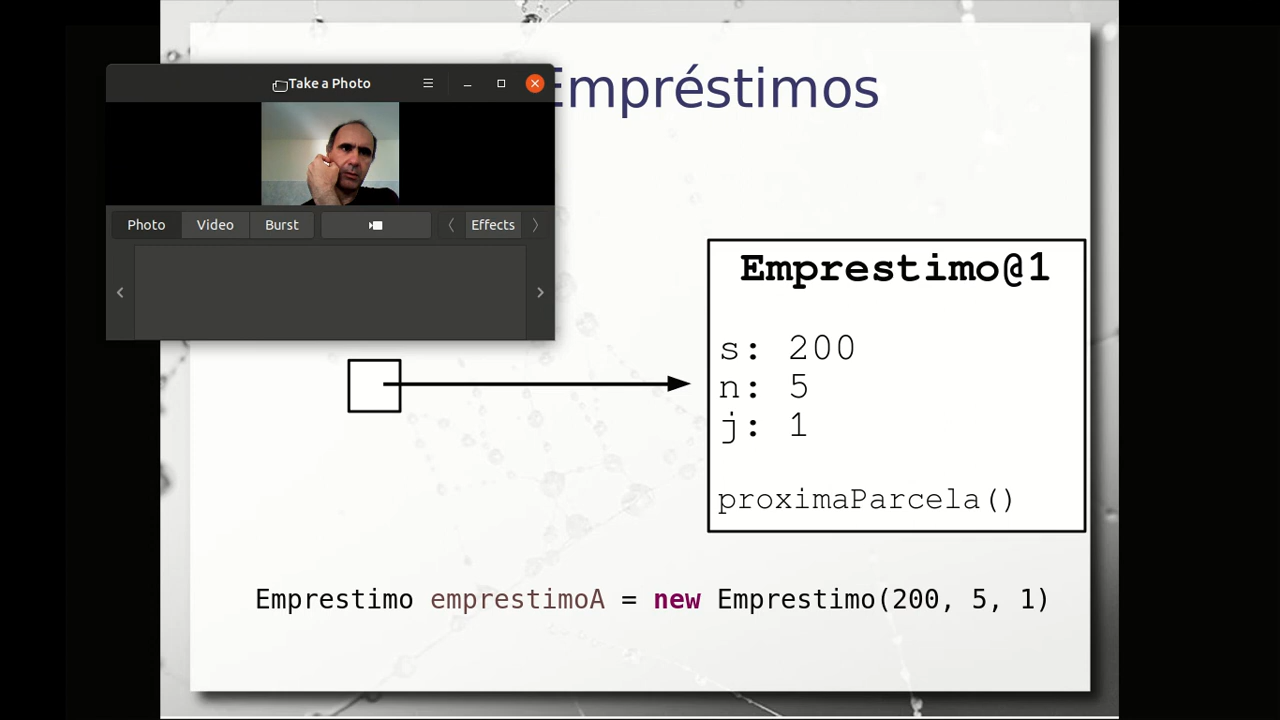 Empréstimos
Take a Photo
Photo Video Burst Effects
Emprestimo@1
s: 200
n: 5
j: 1
proximaParcela()
Emprestimo emprestimoA = new Emprestimo(200, 5, 1)